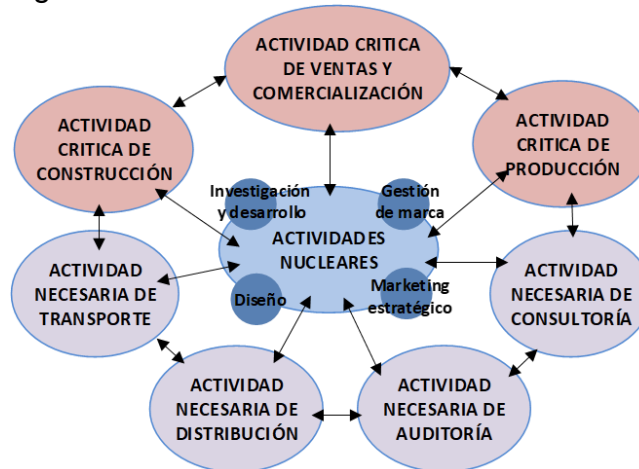 ACTIVIDAD CRITICA
DE VENTAS Y
COMERCIALIZACIÓN
ACTIVIDAD
CRITICA DE
CONSTRUCCIÓN
ACTIVIDAD
CRITICA DE
PRODUCCIÓN
Investigación
y desarrollo
Gestión
de marca
ACTIVIDADES
NUCLEARES
Diseño
Marketing
estratégico
ACTIVIDAD
NECESARIA DE
TRANSPORTE
ACTIVIDAD
NECESARIA DE
CONSULTORÍA
ACTIVIDAD
NECESARIA DE
DISTRIBUCIÓN
ACTIVIDAD
NECESARIA DE
AUDITORÍA